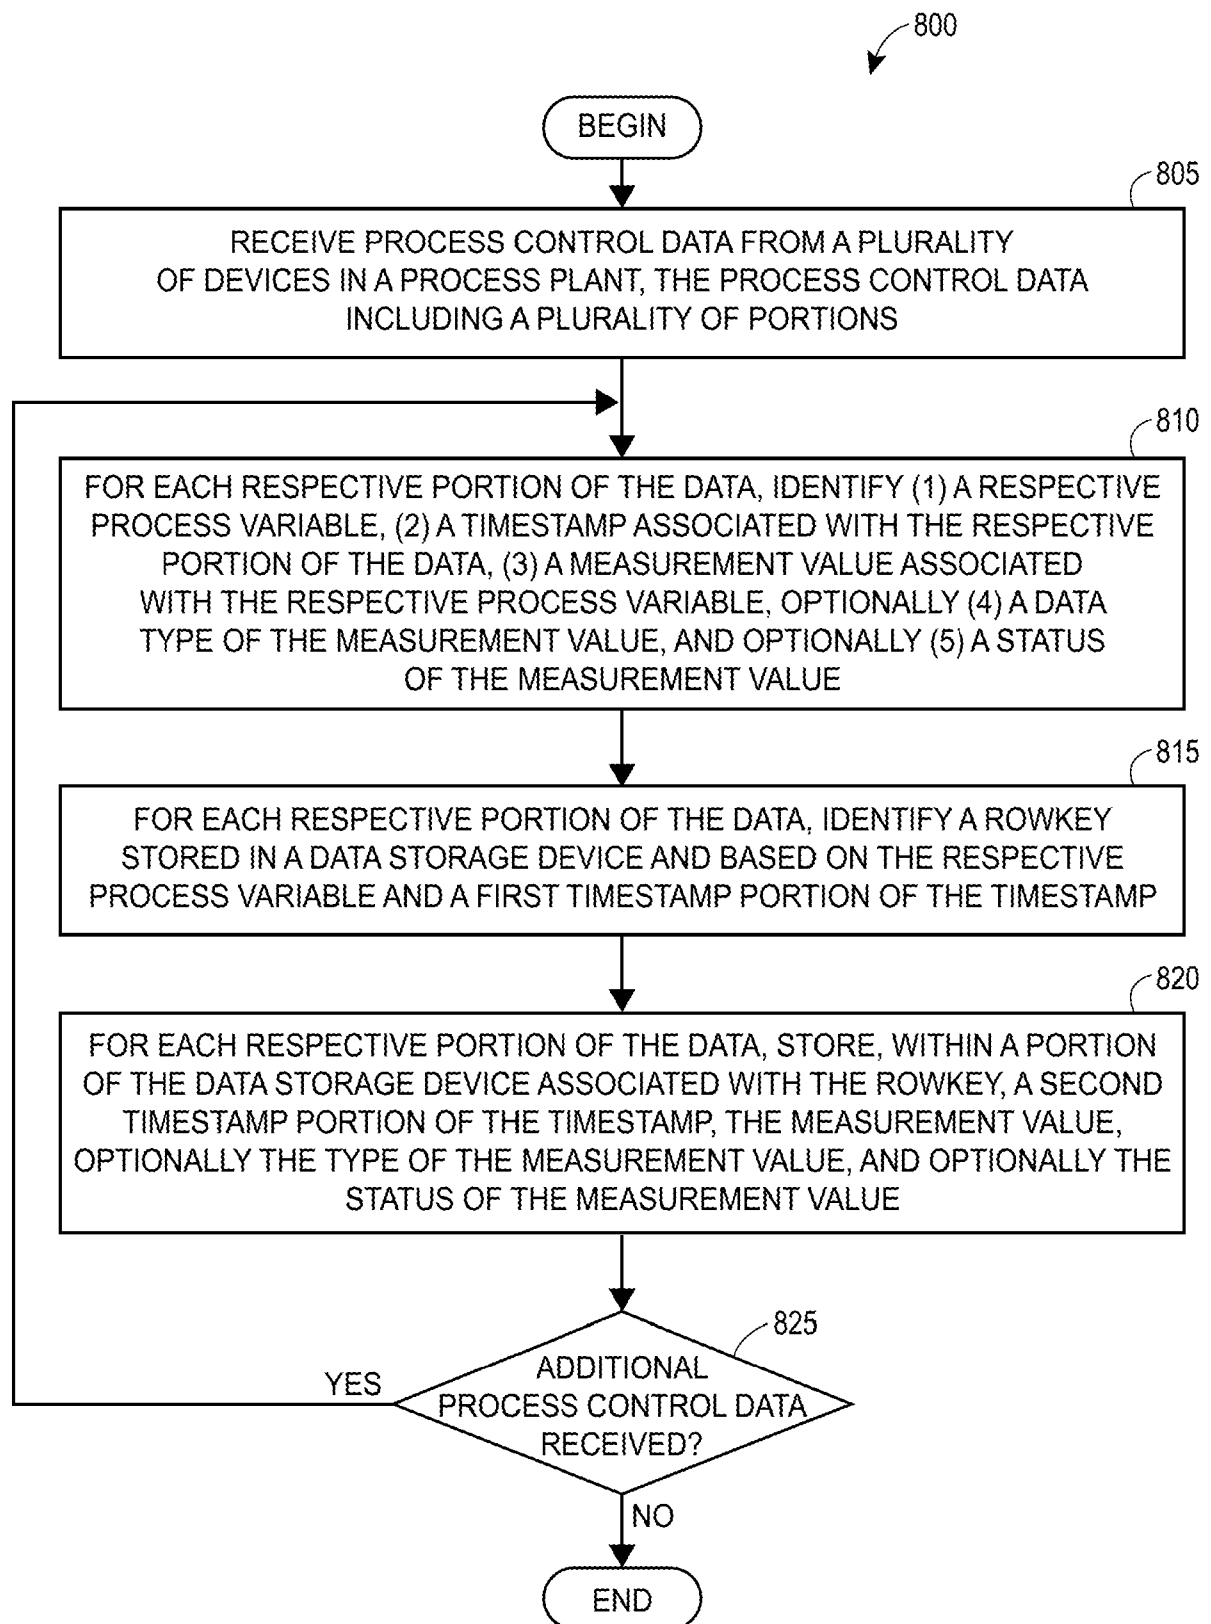 800
BEGIN
805
RECEIVE PROCESS CONTROL DATA FROM A PLURALITY
OF DEVICES IN A PROCESS PLANT, THE PROCESS CONTROL DATA
INCLUDING A PLURALITY OF PORTIONS
810
FOR EACH RESPECTIVE PORTION OF THE DATA, IDENTIFY (1) A RESPECTIVE
PROCESS VARIABLE, (2) A TIMESTAMP ASSOCIATED WITH THE RESPECTIVE
PORTION OF THE DATA, (3) A MEASUREMENT VALUE ASSOCIATED
WITH THE RESPECTIVE PROCESS VARIABLE, OPTIONALLY (4) A DATA
TYPE OF THE MEASUREMENT VALUE, AND OPTIONALLY (5) A STATUS
OF THE MEASUREMENT VALUE
815
FOR EACH RESPECTIVE PORTION OF THE DATA, IDENTIFY A ROWKEY
STORED IN A DATA STORAGE DEVICE AND BASED ON THE RESPECTIVE
PROCESS VARIABLE AND A FIRST TIMESTAMP PORTION OF THE TIMESTAMP
820
FOR EACH RESPECTIVE PORTION OF THE DATA, STORE, WITHIN A PORTION
OF THE DATA STORAGE DEVICE ASSOCIATED WITH THE ROWKEY, A SECOND
TIMESTAMP PORTION OF THE TIMESTAMP, THE MEASUREMENT VALUE,
OPTIONALLY THE TYPE OF THE MEASUREMENT VALUE, AND OPTIONALLY THE
STATUS OF THE MEASUREMENT VALUE
825
ADDITIONAL
PROCESS CONTROL DATA
RECEIVED?
YES
NO
END